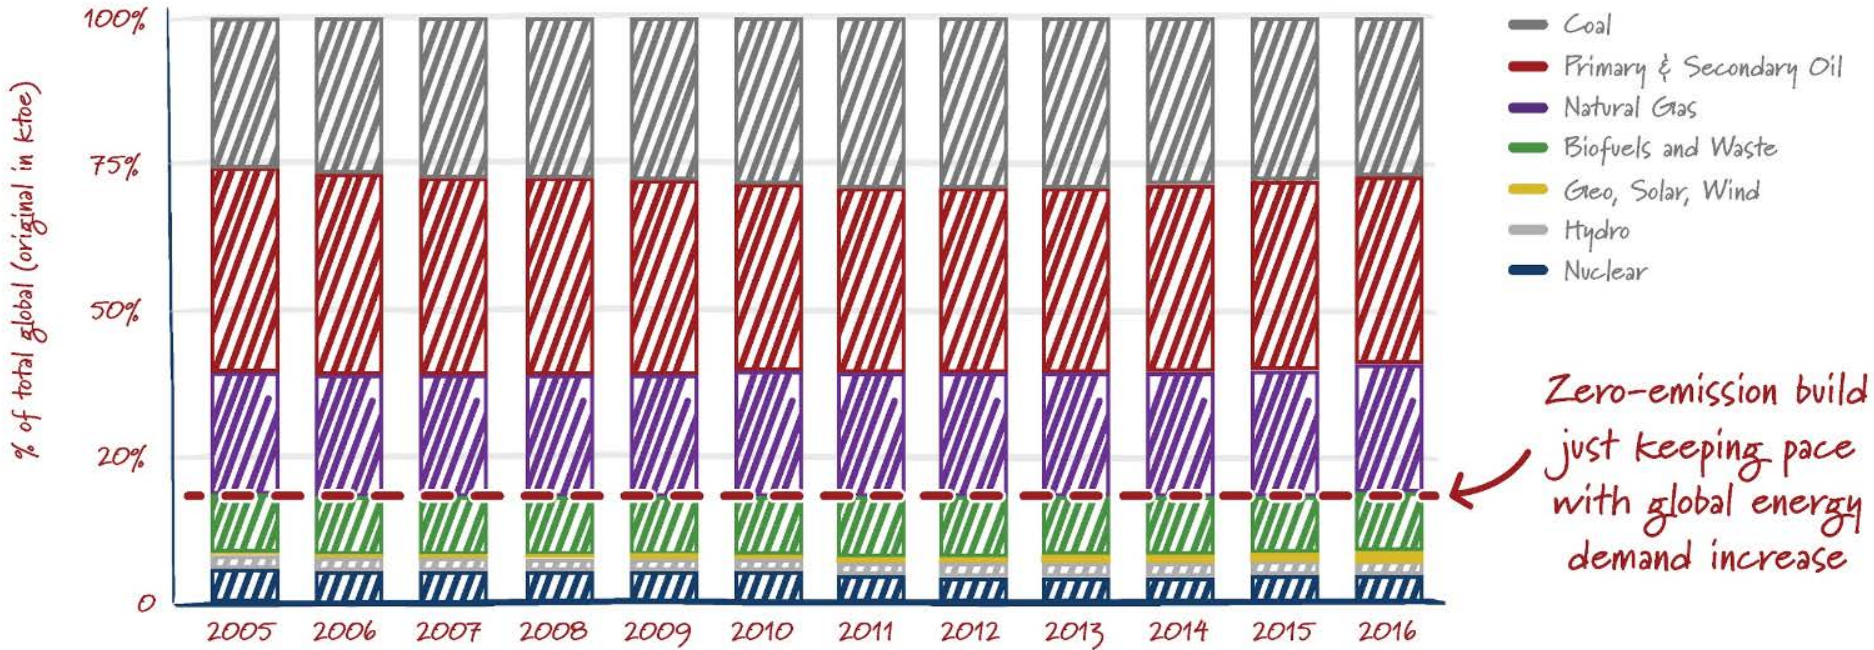 % of total global (original in ktoe)
100%
75%
50%
20%
0
2005 2006 2007 2008 2009 2010 2011 2012 2013 2014 2015 2016
Coal
Primary & Secondary Oil
Natural Gas
Biofuels and Waste
Geo, Solar, Wind
Hydro
Nuclear
Zero-emission build
just keeping pace
with global energy
demand increase